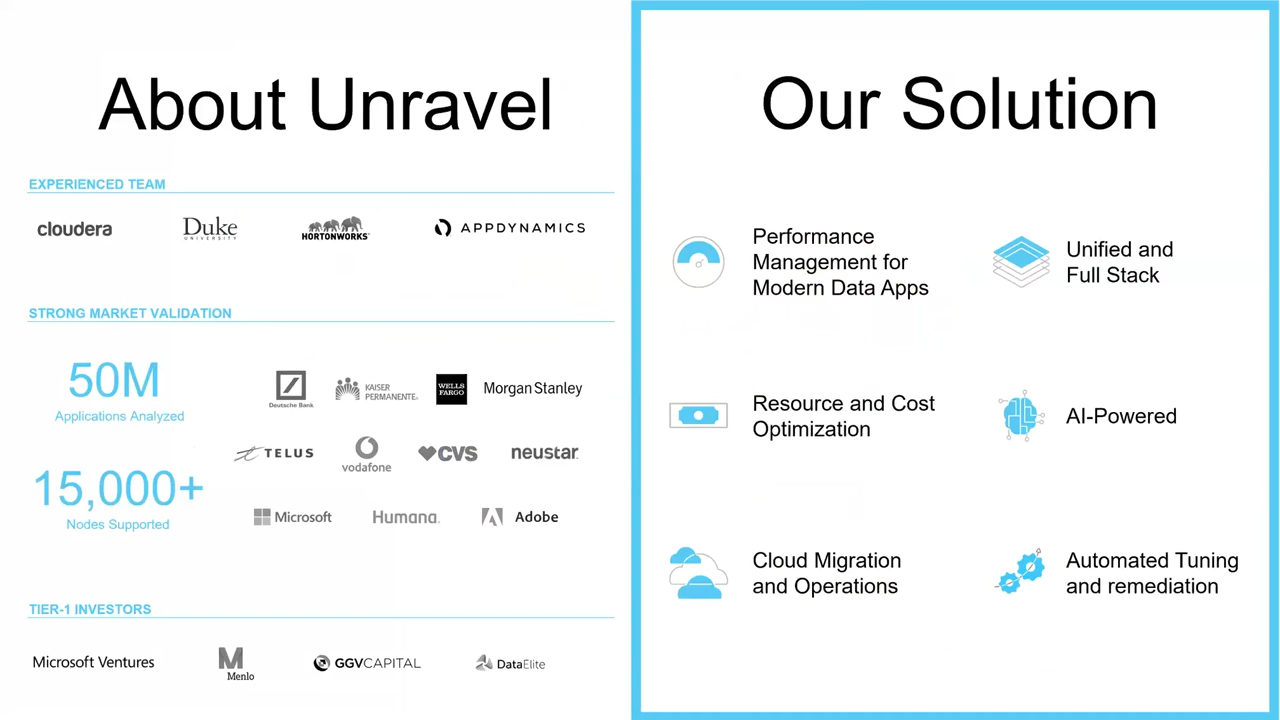 About Unravel
EXPERIENCED TEAM
cloudera
Duke
UNIVERSITY
HORTONWORKS
APPDYNAMICS
STRONG MARKET VALIDATION
50M
Applications Analyzed
15,000+
Nodes Supported
Deutsche Bank
KAISER
PERMANENTE®
WELLS
FARGO
Morgan Stanley
TELUS
vodafone
CVS
neustar
Microsoft
Humana
Adobe
TIER-1 INVESTORS
Microsoft Ventures
Menlo
GGVCAPITAL
DataElite
Our Solution
Performance
Management for
Modern Data Apps
Unified and
Full Stack
Resource and Cost
Optimization
AI-Powered
Cloud Migration
and Operations
Automated Tuning
and remediation